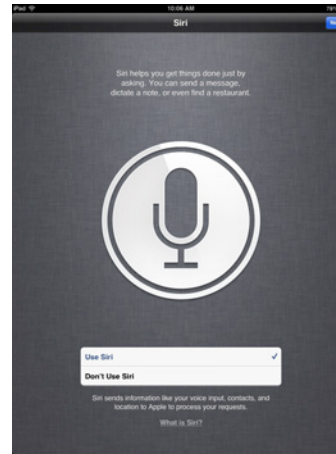 iPad 10:06 AM 78%
Siri
Siri helps you get things done just by
asking. You can send a message,
dictate a note, or even find a restaurant.
Use Siri ✓
Don't Use Siri
Siri sends information like your voice input, contacts, and
location to Apple to process your requests.
What is Siri?